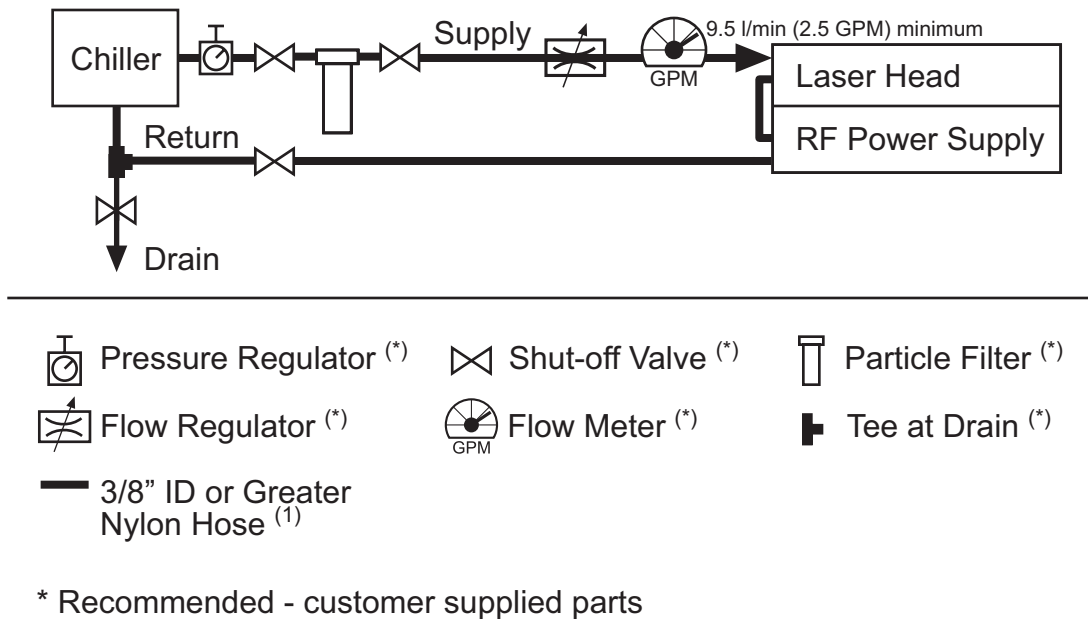 Chiller
Supply
9.5 l/min (2.5 GPM) minimum
GPM
Laser Head
RF Power Supply
Return
Drain
Pressure Regulator (*)
Shut-off Valve (*)
Particle Filter (*)
Flow Regulator (*)
GPM
Flow Meter (*)
Tee at Drain (*)
3/8” ID or Greater
Nylon Hose (1)
* Recommended - customer supplied parts